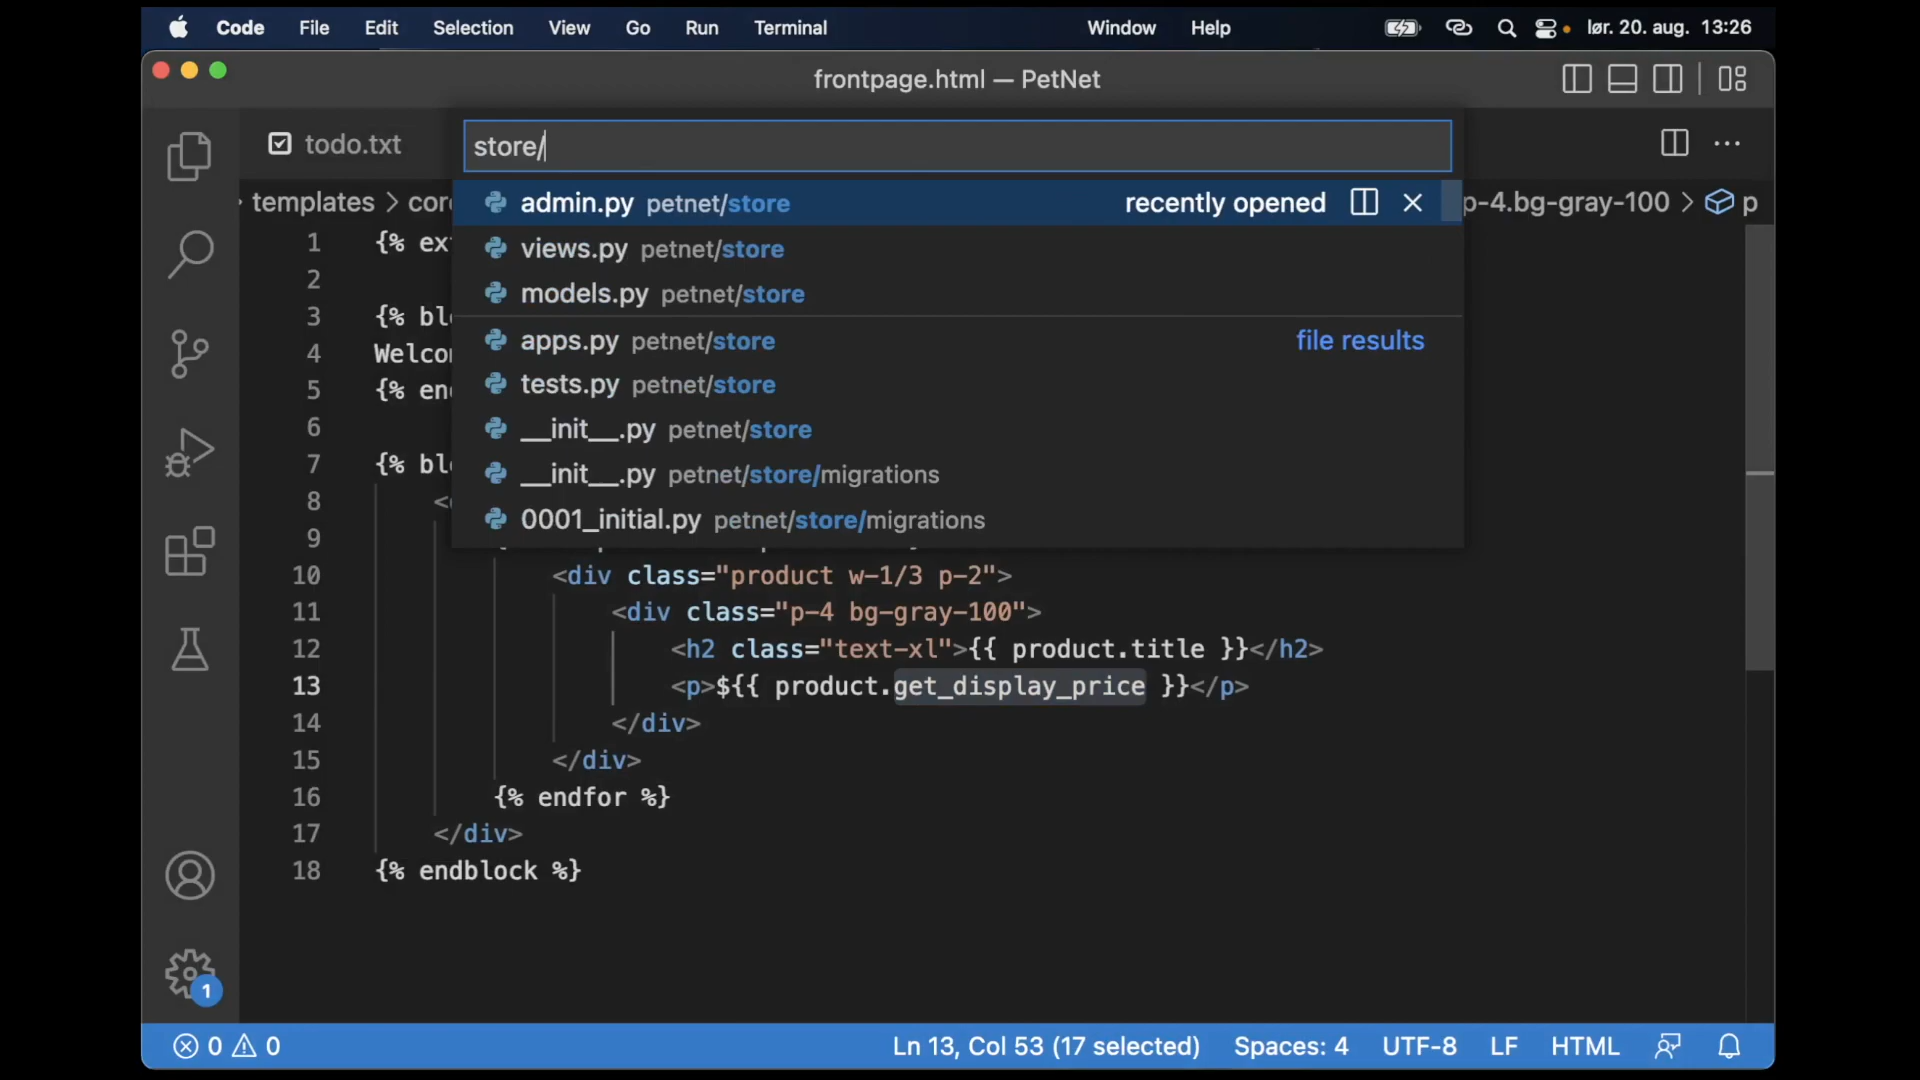 Code File Edit Selection View Go Run Terminal Window Help lør. 20. aug. 13:26
frontpage.html — PetNet
todo.txt
store/
templates > cor
p-4.bg-gray-100 > p
admin.py petnet/store recently opened
views.py petnet/store
models.py petnet/store
apps.py petnet/store file results
tests.py petnet/store
__init__.py petnet/store
__init__.py petnet/store/migrations
0001_initial.py petnet/store/migrations
1 {% ex
2
3 {% bl
4 Welco
5 {% en
6
7 {% bl
8 <
9
10 <div class="product w-1/3 p-2">
11 <div class="p-4 bg-gray-100">
12 <h2 class="text-xl">{{ product.title }}</h2>
13 <p>${{ product.get_display_price }}</p>
14 </div>
15 </div>
16 {% endfor %}
17 </div>
18 {% endblock %}
1
0 0 Ln 13, Col 53 (17 selected) Spaces: 4 UTF-8 LF HTML